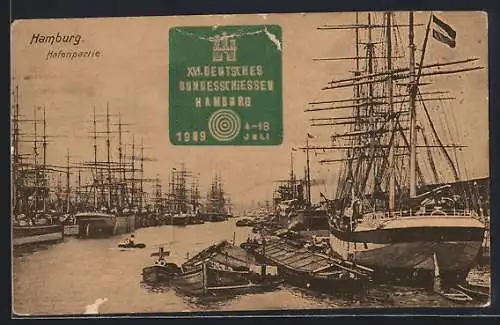 Hamburg.
Hafenpartie.
XVI. DEUTSCHES
BUNDESSCHIESSEN
HAMBURG
1909 4-18
JULI